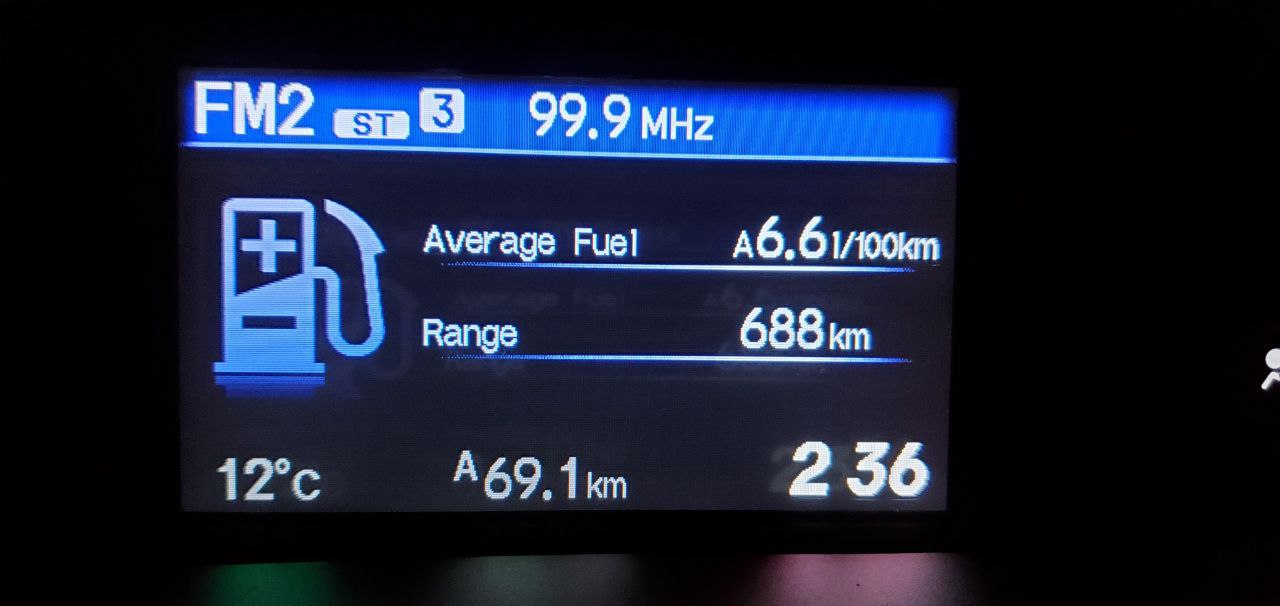 FM2 ST 3 99.9 MHz
Average Fuel A6.6 l/100km
Range 688 km
12°C A 69.1 km 2 36